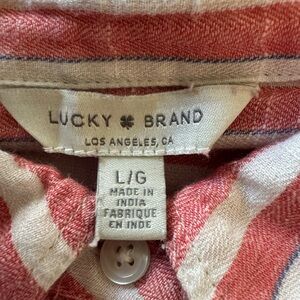 LUCKY BRAND
LOS ANGELES, CA
L/G
MADE IN
INDIA
FABRIQUE
EN INDE